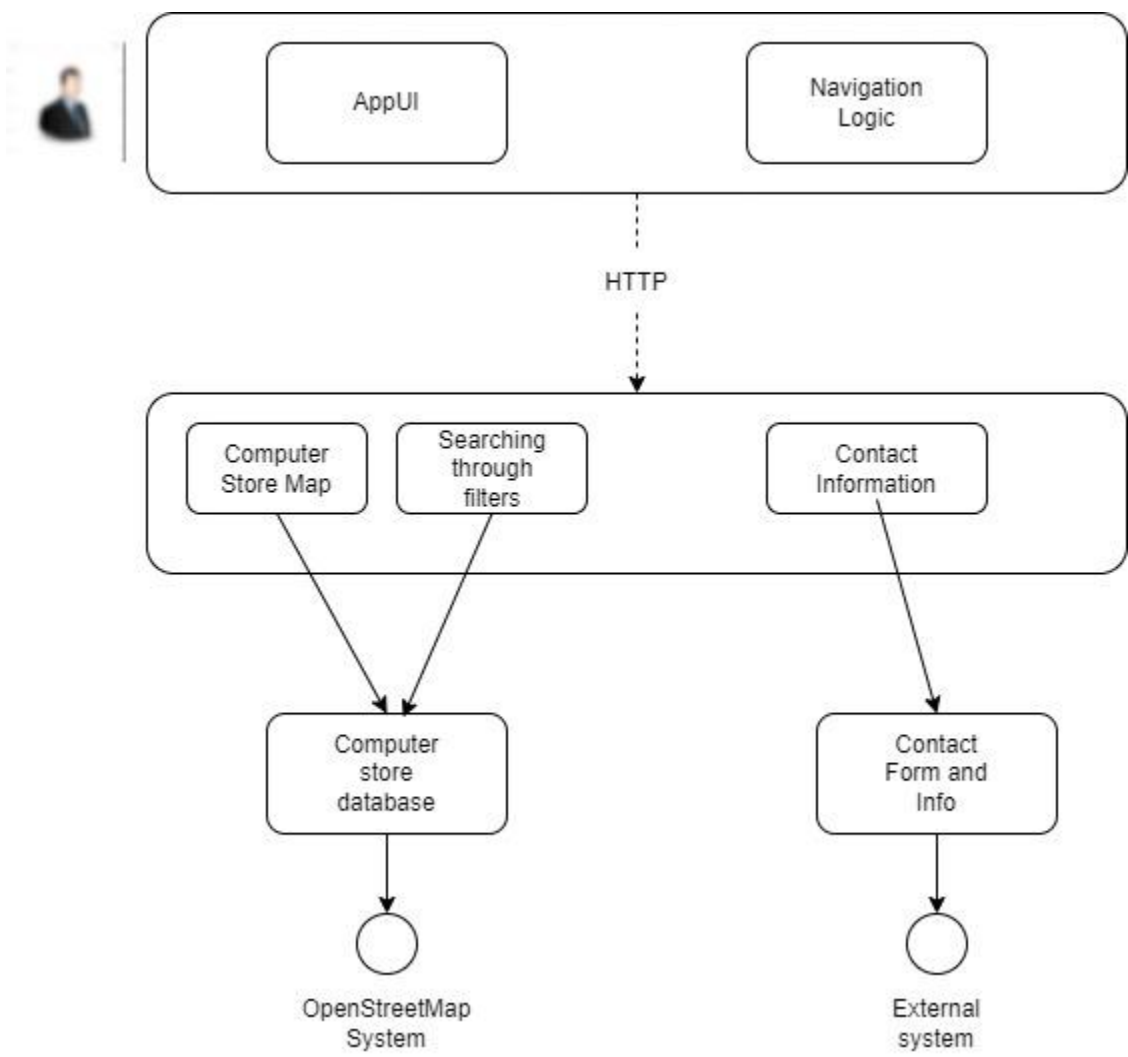 AppUI
Navigation
Logic
HTTP
Computer
Store Map
Searching
through
filters
Contact
Information
Computer
store
database
Contact
Form and
Info
OpenStreetMap
System
External
system